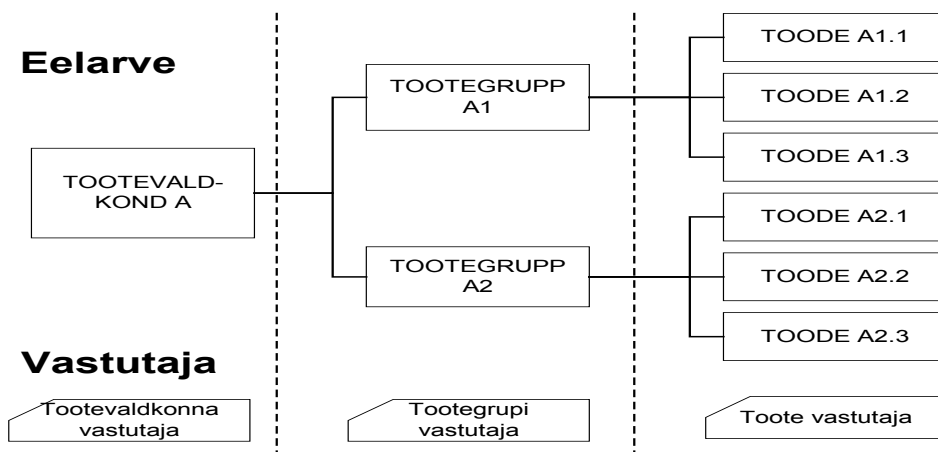 Eelarve
TOOTEVALD-
KOND A
TOOTEGRUPP
A1
TOOTEGRUPP
A2
TOODE A1.1
TOODE A1.2
TOODE A1.3
TOODE A2.1
TOODE A2.2
TOODE A2.3
Vastutaja
Tootevaldkonna
vastutaja
Tootegrupi
vastutaja
Toote vastutaja